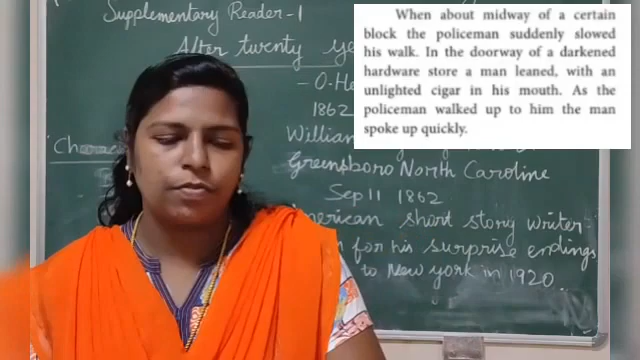 Supplementary Reader-1
After twenty ye
- O-He
1862
William
Greensboro North Caroline
Sep 11 1862
merican short story writer
for his surprise endings
to New york in 1920
When about midway of a certain
block the policeman suddenly slowed
his walk. In the doorway of a darkened
hardware store a man leaned, with an
unlighted cigar in his mouth. As the
policeman walked up to him the man
spoke up quickly.